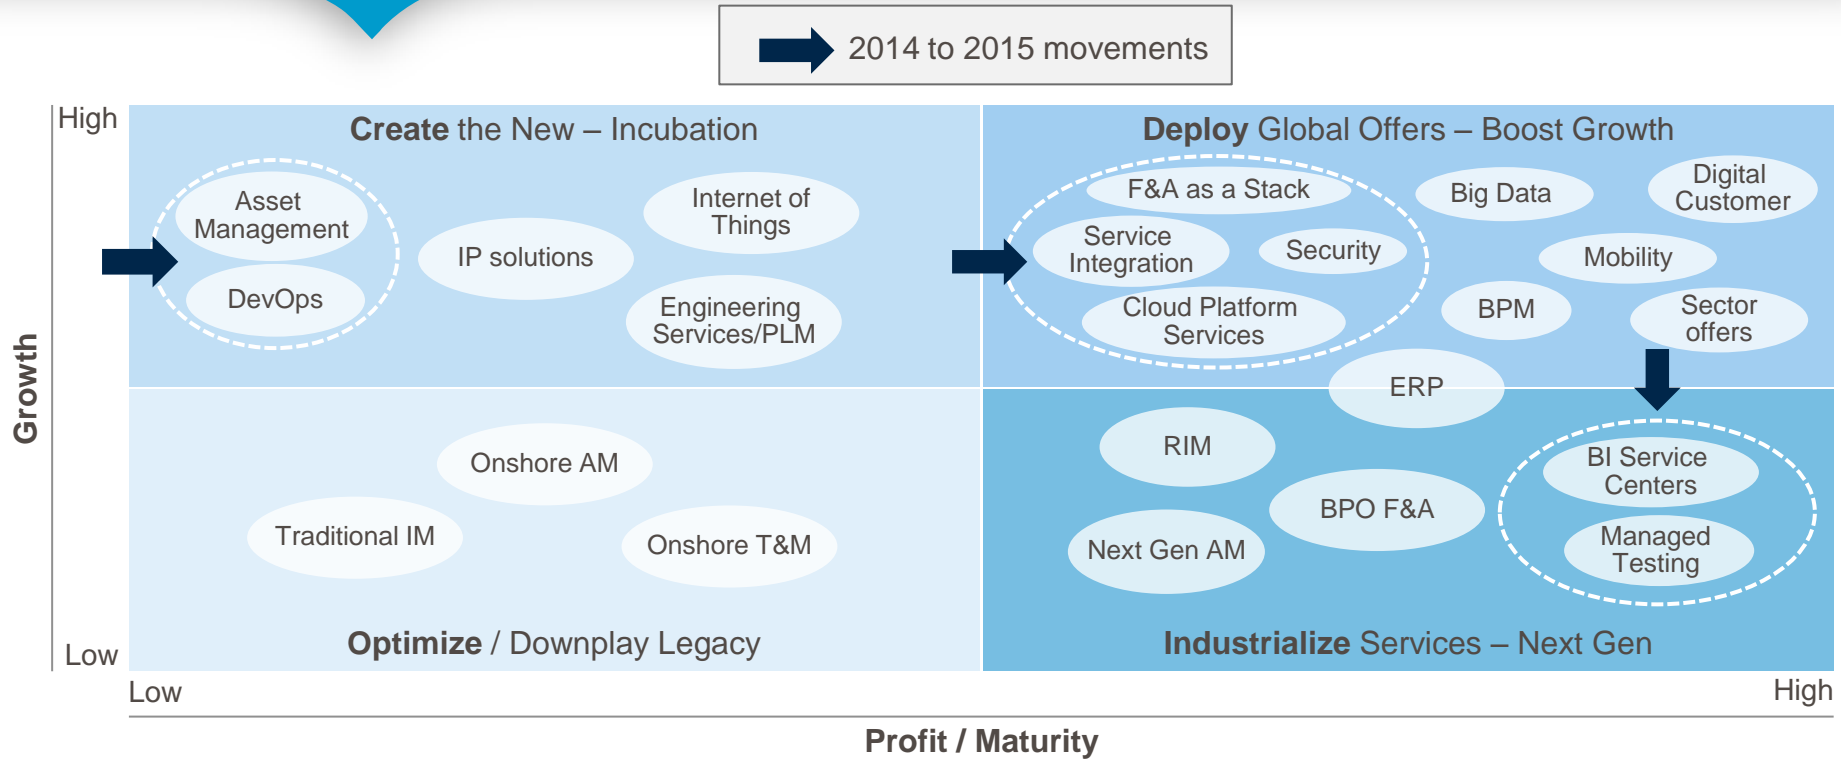 2014 to 2015 movements
High
Create the New – Incubation
Asset
Management
DevOps
IP solutions
Internet of
Things
Engineering
Services/PLM
Deploy Global Offers – Boost Growth
F&A as a Stack
Service
Integration
Security
Cloud Platform
Services
Big Data
Digital
Customer
Mobility
BPM
Sector
offers
ERP
Growth
Onshore AM
Traditional IM
Onshore T&M
Optimize / Downplay Legacy
RIM
BPO F&A
Next Gen AM
BI Service
Centers
Managed
Testing
Industrialize Services – Next Gen
Low
Low
High
Profit / Maturity